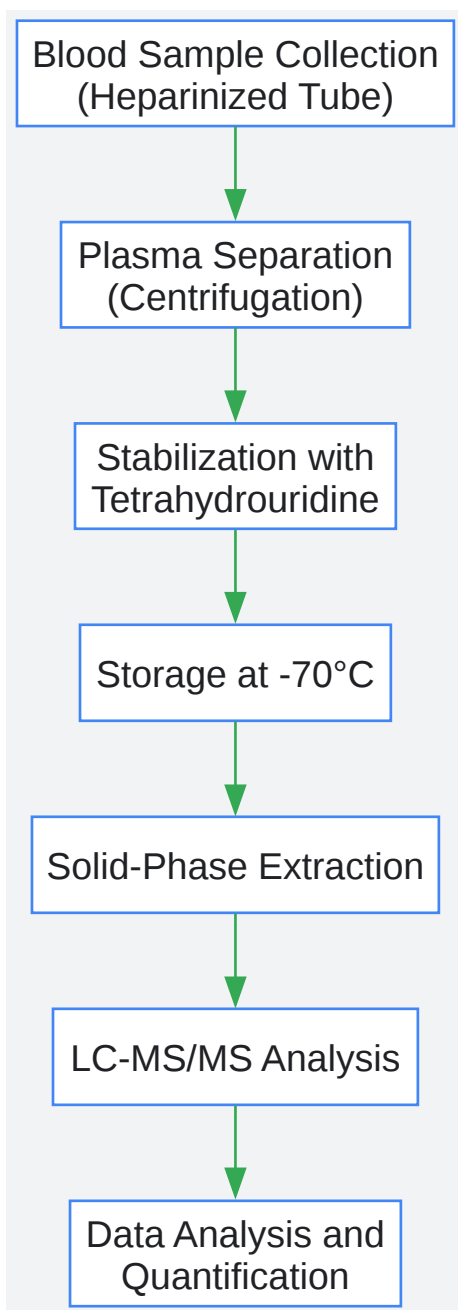 Blood Sample Collection
(Heparinized Tube)
Plasma Separation
(Centrifugation)
Stabilization with
Tetrahydrouridine
Storage at -70°C
Solid-Phase Extraction
LC-MS/MS Analysis
Data Analysis and
Quantification